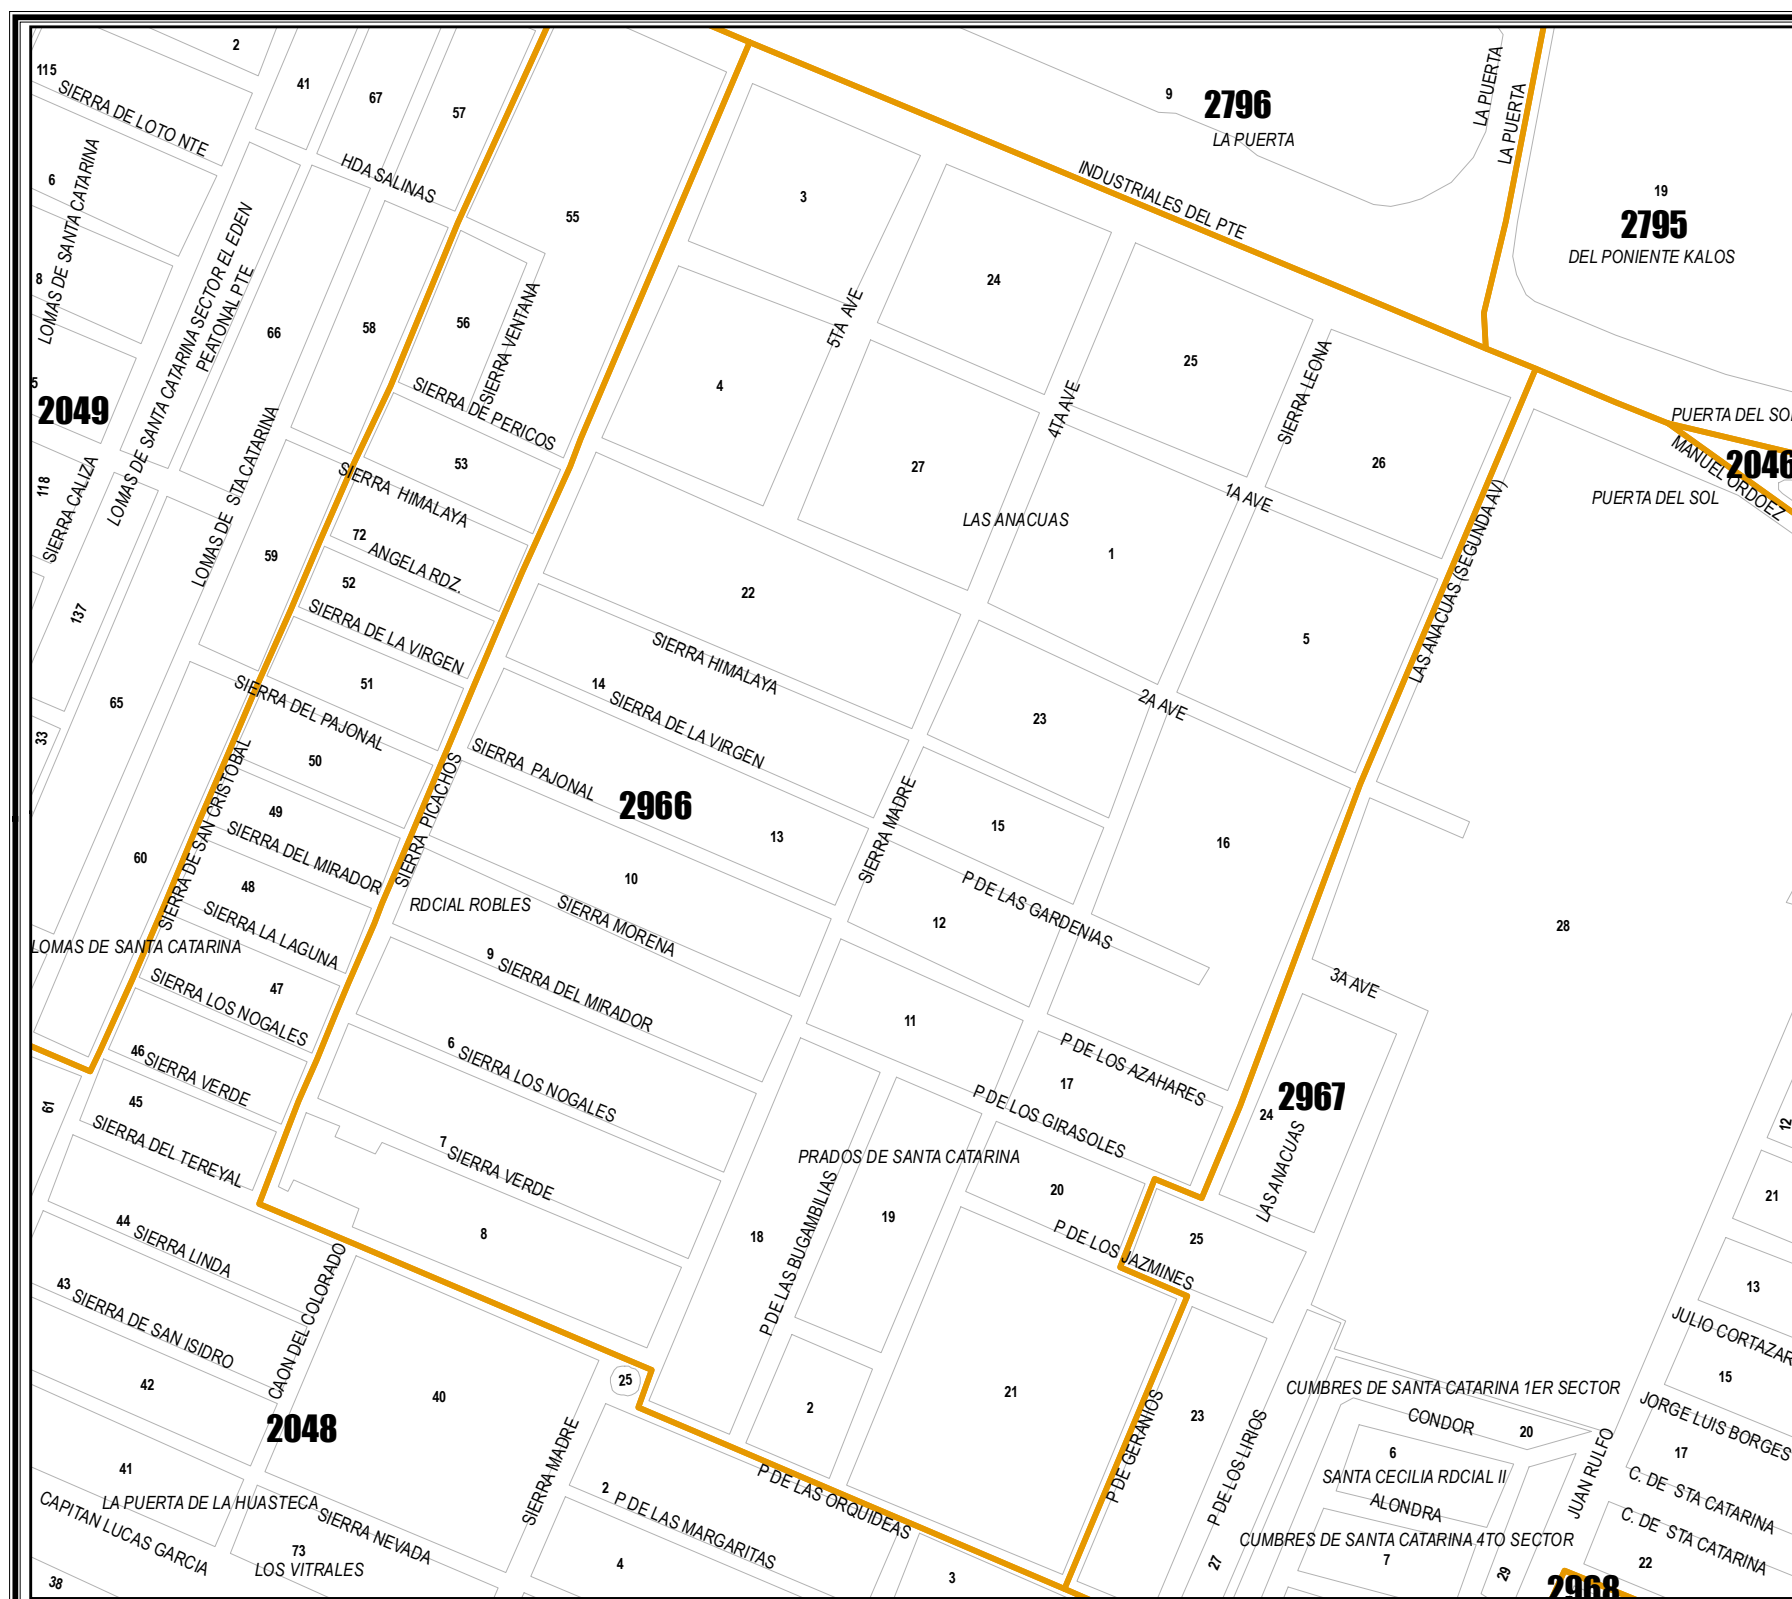 2
115
SIERRA DE LOTO NTE
41
67
57
9
2796
LA PUERTA
LA PUERTA
LA PUERTA
6
LOMAS DE SANTA CATARINA
HDA SALINAS
3
INDUSTRIALES DEL PTE
19
2795
DEL PONIENTE KALOS
55
8
LOMAS DE SANTA CATARINA SECTOR EL EDEN
PEATONAL PTE
66
58
56
SIERRA VENTANA
24
5TA AVE
25
SIERRA LEONA
5
2049
SIERRA DE PERICOS
4
4TA AVE
PUERTA DEL SOL
MANUEL ORDOEZ
2046
PUERTA DEL SOL
118
SIERRA CALIZA
LOMAS DE STA CATARINA
53
SIERRA HIMALAYA
27
26
1A AVE
LAS ANACUAS
LAS ANACUAS (SEGUNDA AV)
72
ANGELA RDZ.
59
52
1
22
137
SIERRA DE LA VIRGEN
SIERRA HIMALAYA
5
51
14
SIERRA DE LA VIRGEN
SIERRA DEL PAJONAL
65
23
2A AVE
33
50
SIERRA PAJONAL
2966
SIERRA DE SAN CRISTOBAL
SIERRA PICACHOS
49
SIERRA DEL MIRADOR
13
SIERRA MADRE
15
16
60
48
10
P DE LAS GARDENIAS
RDCIAL ROBLES
SIERRA LA LAGUNA
SIERRA MORENA
12
28
LOMAS DE SANTA CATARINA
9
SIERRA DEL MIRADOR
SIERRA LOS NOGALES
47
3A AVE
11
46
SIERRA VERDE
6
SIERRA LOS NOGALES
P DE LOS AZAHARES
17
P DE LOS GIRASOLES
24
2967
LAS ANACUAS
61
45
SIERRA DEL TEREYAL
7
SIERRA VERDE
PRADOS DE SANTA CATARINA
12
20
21
44
SIERRA LINDA
8
18
P DE LAS BUGAMBILIAS
19
P DE LOS JAZMINES
25
43
SIERRA DE SAN ISIDRO
CAON DEL COLORADO
13
JULIO CORTAZAR
42
40
25
21
2
CUMBRES DE SANTA CATARINA 1ER SECTOR
15
JORGE LUIS BORGES
2048
SIERRA MADRE
P DE GERANIOS
23
P DE LOS LIRIOS
CONDOR
20
6
JUAN RULFO
17
41
P DE LAS ORQUIDEAS
SANTA CECILIA RDCIAL II
C. DE STA CATARINA
LA PUERTA DE LA HUASTECA
CAPITAN LUCAS GARCIA
SIERRA NEVADA
2
P DE LAS MARGARITAS
ALONDRA
C. DE STA CATARINA
CUMBRES DE SANTA CATARINA 4TO SECTOR
73
LOS VITRALES
4
3
27
7
29
22
38
2968